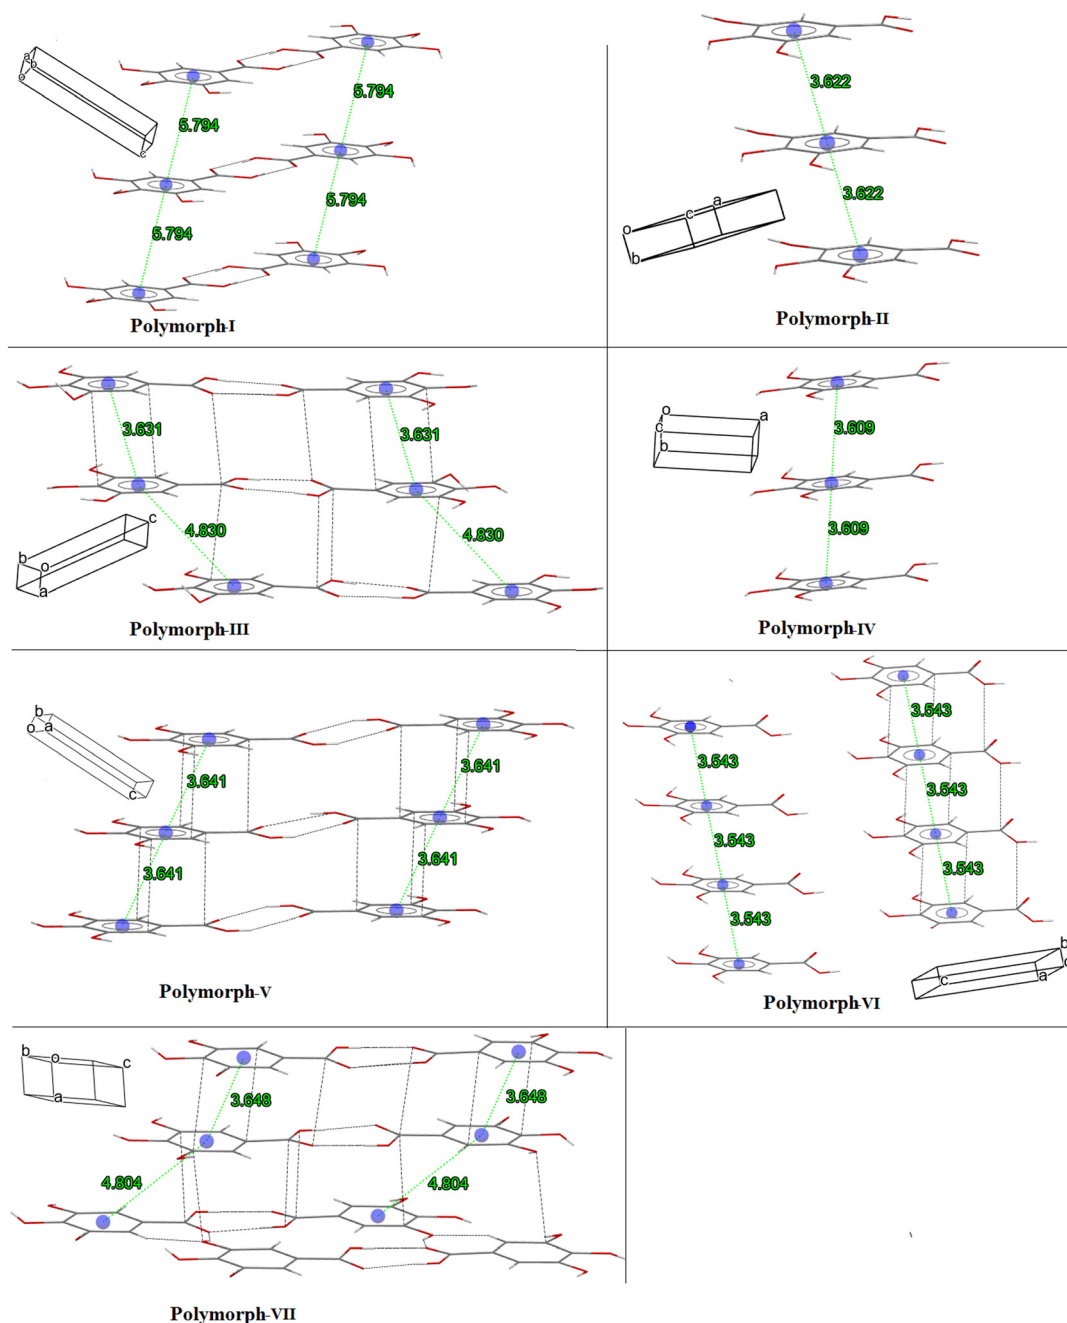 a
b
o
c
5.794
5.794
5.794
5.794
Polymorph-I
3.622
3.622
a
c
o
b
Polymorph-II
3.631
3.631
4.830
4.830
c
b
o
a
Polymorph-III
o
a
c
b
3.609
3.609
Polymorph-IV
b
o a
c
3.641
3.641
3.641
3.641
Polymorph-V
3.543
3.543
3.543
3.543
3.543
3.543
b
c
a
Polymorph-VI
b
o
c
a
3.648
3.648
4.804
4.804
Polymorph-VII